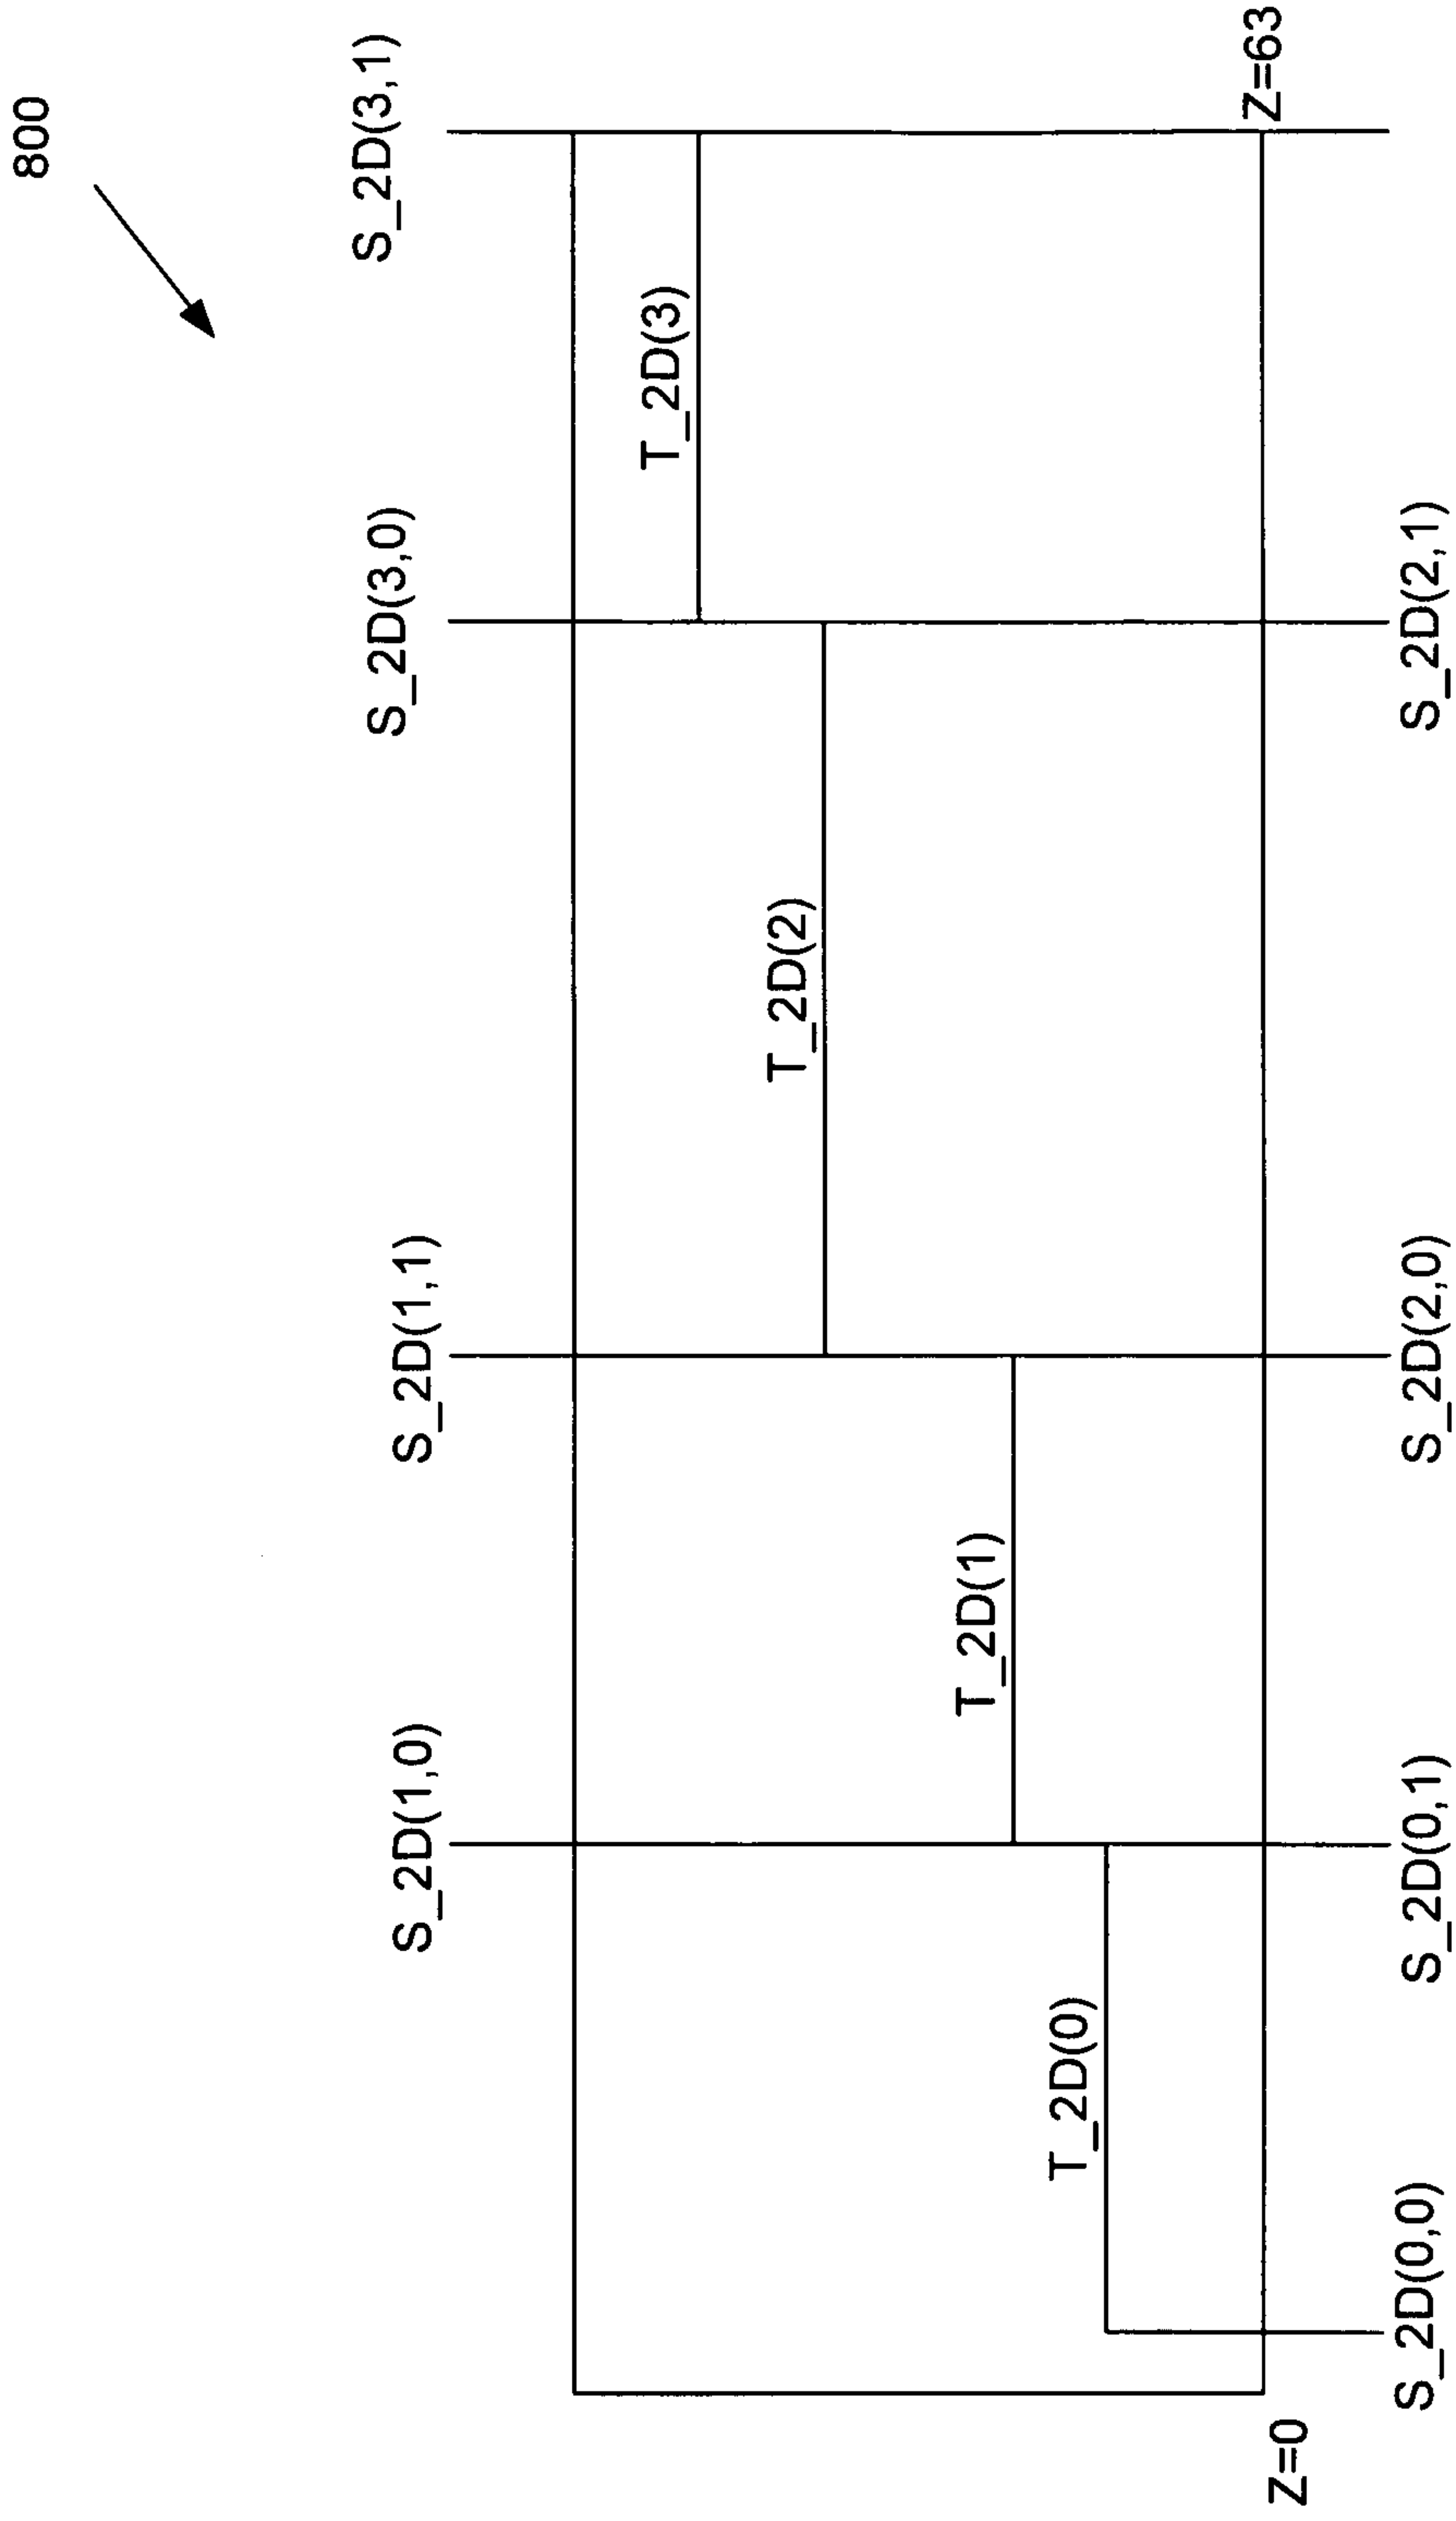 800
S_2D(1,0)
S_2D(1,1)
S_2D(3,0)
S_2D(3,1)
T_2D(3)
T_2D(2)
T_2D(1)
T_2D(0)
Z=0
Z=63
S_2D(0,0)
S_2D(0,1)
S_2D(2,0)
S_2D(2,1)